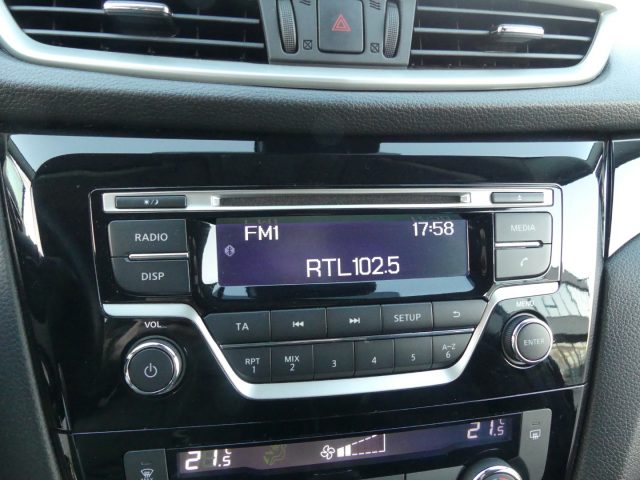 FM1 17:58
RTL102.5
RADIO
MEDIA
DISP
TA SETUP
VOL
MENU
RPT 1 MIX 2 3 4 5 A-Z 6
ENTER
21.5 21.5